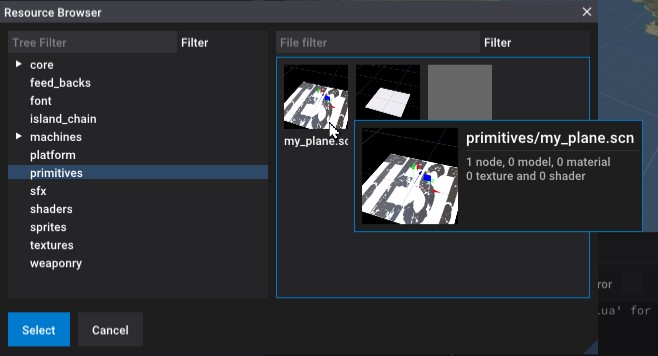 Resource Browser
Tree Filter
Filter
File filter
Filter
core
feed_backs
font
island_chain
machines
platform
primitives
sfx
shaders
sprites
textures
weaponry
my_plane.sc
primitives/my_plane.scn
1 node, 0 model, 0 material
0 texture and 0 shader
Select
Cancel
ror
.ua' for